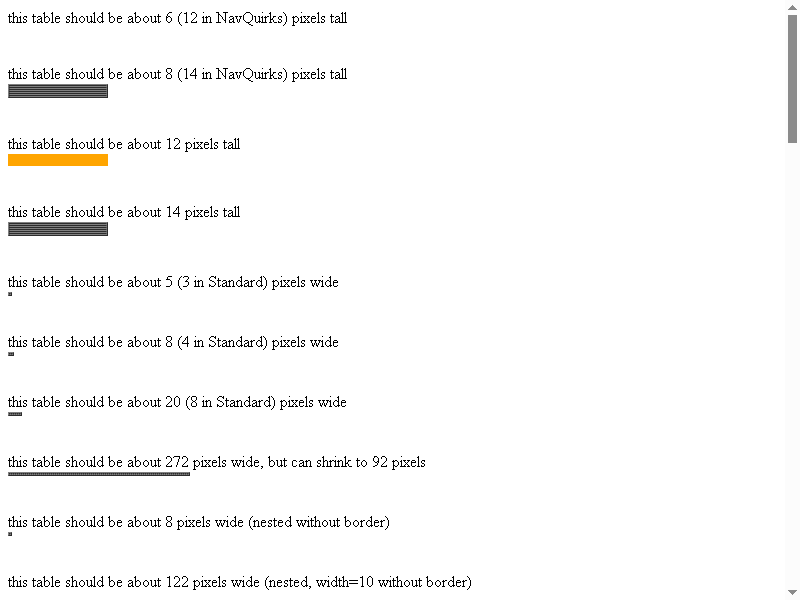 this table should be about 6 (12 in NavQuirks) pixels tall
this table should be about 8 (14 in NavQuirks) pixels tall
this table should be about 12 pixels tall
this table should be about 14 pixels tall
this table should be about 5 (3 in Standard) pixels wide
this table should be about 8 (4 in Standard) pixels wide
this table should be about 20 (8 in Standard) pixels wide
this table should be about 272 pixels wide, but can shrink to 92 pixels
this table should be about 8 pixels wide (nested without border)
this table should be about 122 pixels wide (nested, width=10 without border)